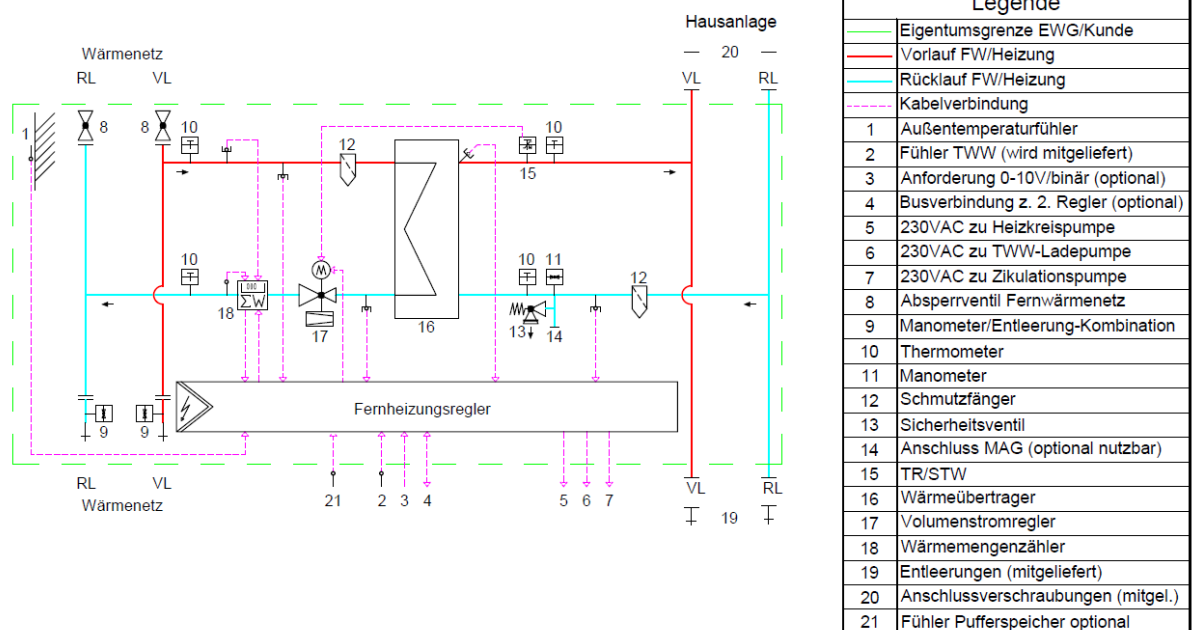 Hausanlage
20
VL RL
Wärmenetz
RL VL
1
8
8
10
12
10
15
10
10
11
12
18
17
16
13
14
Fernheizungsregler
9
9
RL VL
Wärmenetz
21
2
3
4
5
6
7
VL RL
19
M
000
ΣW
Legende
Eigentumsgrenze EWG/Kunde
Vorlauf FW/Heizung
Rücklauf FW/Heizung
Kabelverbindung
1 Außentemperaturfühler
2 Fühler TWW (wird mitgeliefert)
3 Anforderung 0-10V/binär (optional)
4 Busverbindung z. 2. Regler (optional)
5 230VAC zu Heizkreispumpe
6 230VAC zu TWW-Ladepumpe
7 230VAC zu Zikulationspumpe
8 Absperrventil Fernwärmenetz
9 Manometer/Entleerung-Kombination
10 Thermometer
11 Manometer
12 Schmutzfänger
13 Sicherheitsventil
14 Anschluss MAG (optional nutzbar)
15 TR/STW
16 Wärmeübertrager
17 Volumenstromregler
18 Wärmemengenzähler
19 Entleerungen (mitgeliefert)
20 Anschlussverschraubungen (mitgel.)
21 Fühler Pufferspeicher optional